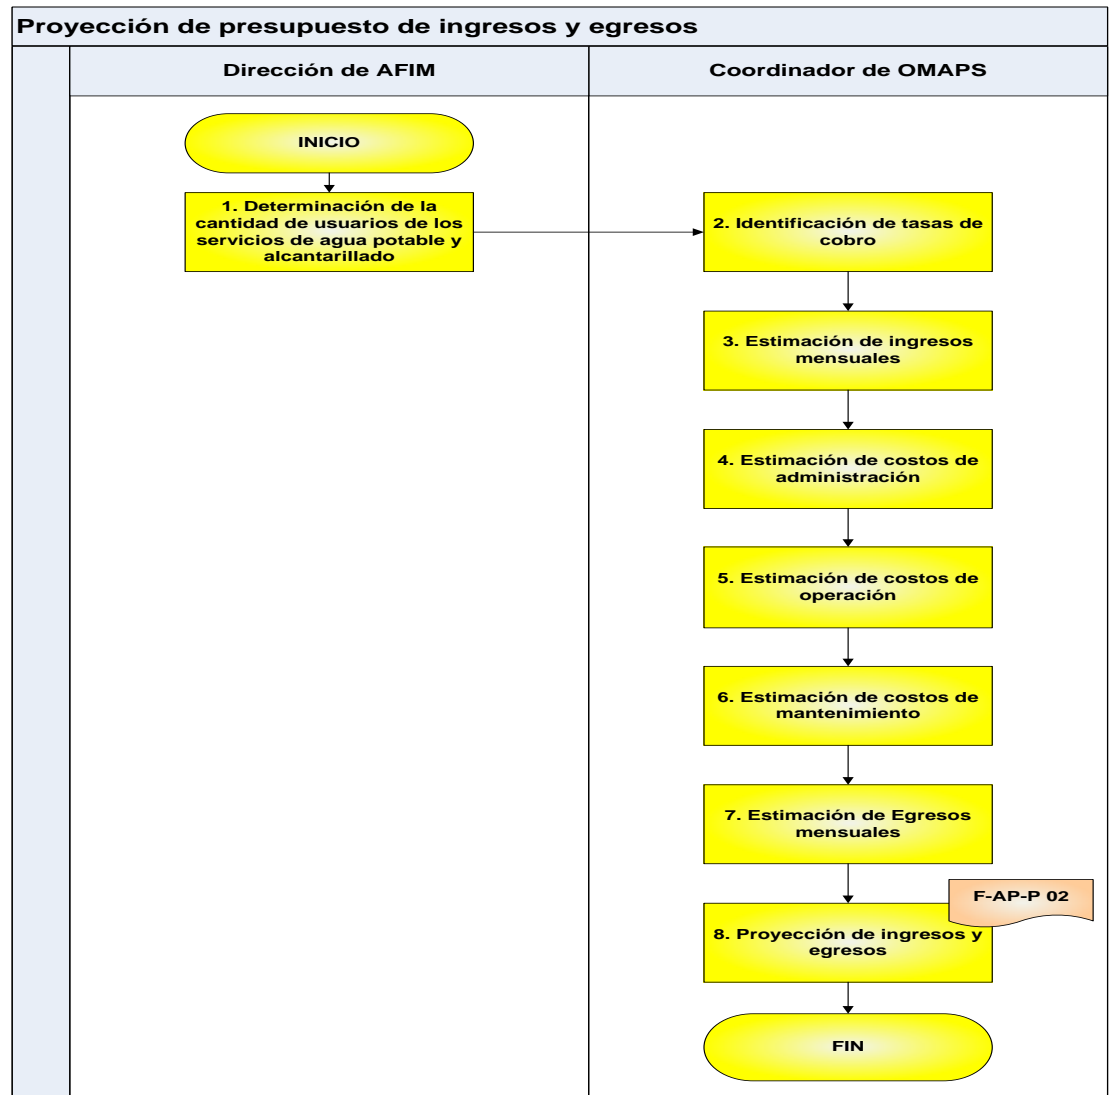 Proyección de presupuesto de ingresos y egresos
Dirección de AFIM
Coordinador de OMAPS
INICIO
1. Determinación de la
cantidad de usuarios de los
servicios de agua potable y
alcantarillado
2. Identificación de tasas de
cobro
3. Estimación de ingresos
mensuales
4. Estimación de costos de
administración
5. Estimación de costos de
operación
6. Estimación de costos de
mantenimiento
7. Estimación de Egresos
mensuales
F-AP-P 02
8. Proyección de ingresos y
egresos
FIN